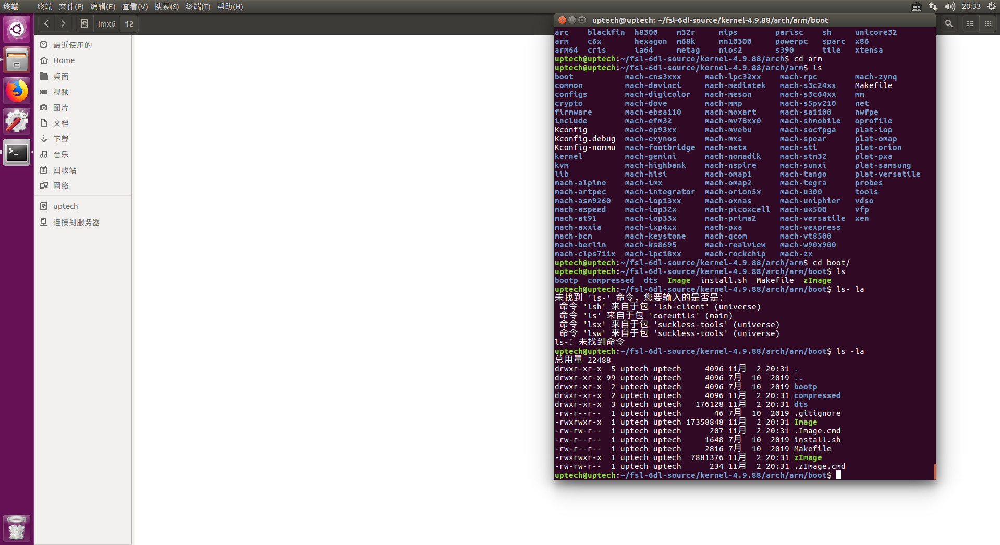 终端 终端 文件(F) 编辑(E) 查看(V) 搜索(S) 终端(T) 帮助(H) 20:33
imx6 12
最近使用的
Home
桌面
视频
图片
文档
下载
音乐
回收站
网络
uptech
连接到服务器
uptech@uptech: ~/fsl-6dl-source/kernel-4.9.88/arch/arm/boot
arc blackfin h8300 m32r mips parisc sh unicore32
arm c6x hexagon m68k mn10300 powerpc sparc x86
arm64 cris ia64 metag nios2 s390 tile xtensa
uptech@uptech:~/fsl-6dl-source/kernel-4.9.88/arch$ cd arm
uptech@uptech:~/fsl-6dl-source/kernel-4.9.88/arch/arm$ ls
boot mach-cns3xxx mach-lpc32xx mach-rpc mach-zynq
common mach-davinci mach-mediatek mach-s3c24xx Makefile
configs mach-digicolor mach-meson mach-s3c64xx mm
crypto mach-dove mach-mmp mach-s5pv210 net
firmware mach-ebsa110 mach-moxart mach-sa1100 nwfpe
include mach-efm32 mach-mv78xx0 mach-shmobile oprofile
Kconfig mach-ep93xx mach-mvebu mach-socfpga plat-iop
Kconfig.debug mach-exynos mach-mxs mach-spear plat-omap
Kconfig-nommu mach-footbridge mach-netx mach-sti plat-orion
kernel mach-gemini mach-nomadik mach-stm32 plat-pxa
kvm mach-highbank mach-nspire mach-sunxi plat-samsung
lib mach-hisi mach-omap1 mach-tango plat-versatile
mach-alpine mach-imx mach-omap2 mach-tegra probes
mach-artpec mach-integrator mach-orion5x mach-u300 tools
mach-asm9260 mach-iop13xx mach-oxnas mach-uniphier vdso
mach-aspeed mach-iop32x mach-picoxcell mach-ux500 vfp
mach-at91 mach-iop33x mach-prima2 mach-versatile xen
mach-axxia mach-ixp4xx mach-pxa mach-vexpress
mach-bcm mach-keystone mach-qcom mach-vt8500
mach-berlin mach-ks8695 mach-realview mach-w90x900
mach-clps711x mach-lpc18xx mach-rockchip mach-zx
uptech@uptech:~/fsl-6dl-source/kernel-4.9.88/arch/arm$ cd boot/
uptech@uptech:~/fsl-6dl-source/kernel-4.9.88/arch/arm/boot$ ls
bootp compressed dts Image install.sh Makefile zImage
uptech@uptech:~/fsl-6dl-source/kernel-4.9.88/arch/arm/boot$ ls- la
未找到 'ls-' 命令，您要输入的是否是：
命令 'lsh' 来自于包 'lsh-client' (universe)
命令 'ls' 来自于包 'coreutils' (main)
命令 'lsx' 来自于包 'suckless-tools' (universe)
命令 'lsw' 来自于包 'suckless-tools' (universe)
ls-：未找到命令
uptech@uptech:~/fsl-6dl-source/kernel-4.9.88/arch/arm/boot$ ls -la
总用量 22488
drwxr-xr-x 5 uptech uptech 4096 11月 2 20:31 .
drwxr-xr-x 99 uptech uptech 4096 7月 10 2019 ..
drwxr-xr-x 2 uptech uptech 4096 7月 10 2019 bootp
drwxr-xr-x 2 uptech uptech 4096 11月 2 20:31 compressed
drwxr-xr-x 3 uptech uptech 176128 11月 2 20:31 dts
-rw-r--r-- 1 uptech uptech 46 7月 10 2019 .gitignore
-rwxrwxr-x 1 uptech uptech 17358848 11月 2 20:31 Image
-rw-rw-r-- 1 uptech uptech 207 11月 2 20:31 .Image.cmd
-rw-r--r-- 1 uptech uptech 1648 7月 10 2019 install.sh
-rw-r--r-- 1 uptech uptech 2816 7月 10 2019 Makefile
-rwxrwxr-x 1 uptech uptech 7881376 11月 2 20:31 zImage
-rw-rw-r-- 1 uptech uptech 234 11月 2 20:31 .zImage.cmd
uptech@uptech:~/fsl-6dl-source/kernel-4.9.88/arch/arm/boot$